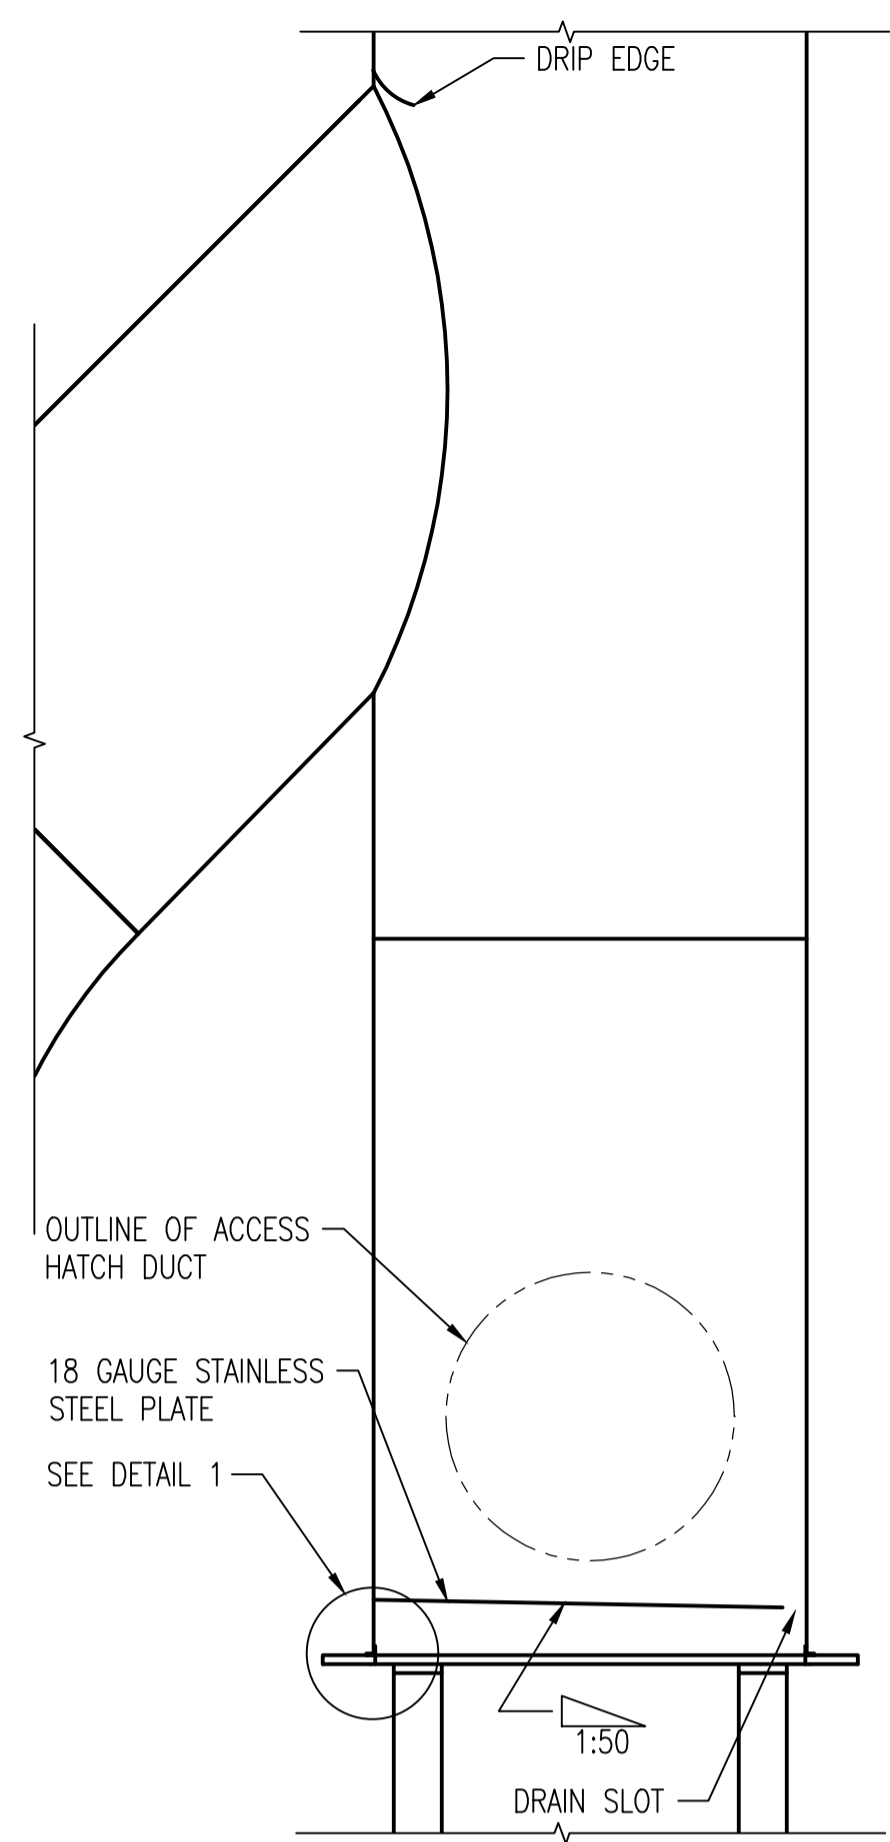 DRIP EDGE
OUTLINE OF ACCESS
HATCH DUCT
18 GAUGE STAINLESS
STEEL PLATE
SEE DETAIL 1
1:50
DRAIN SLOT